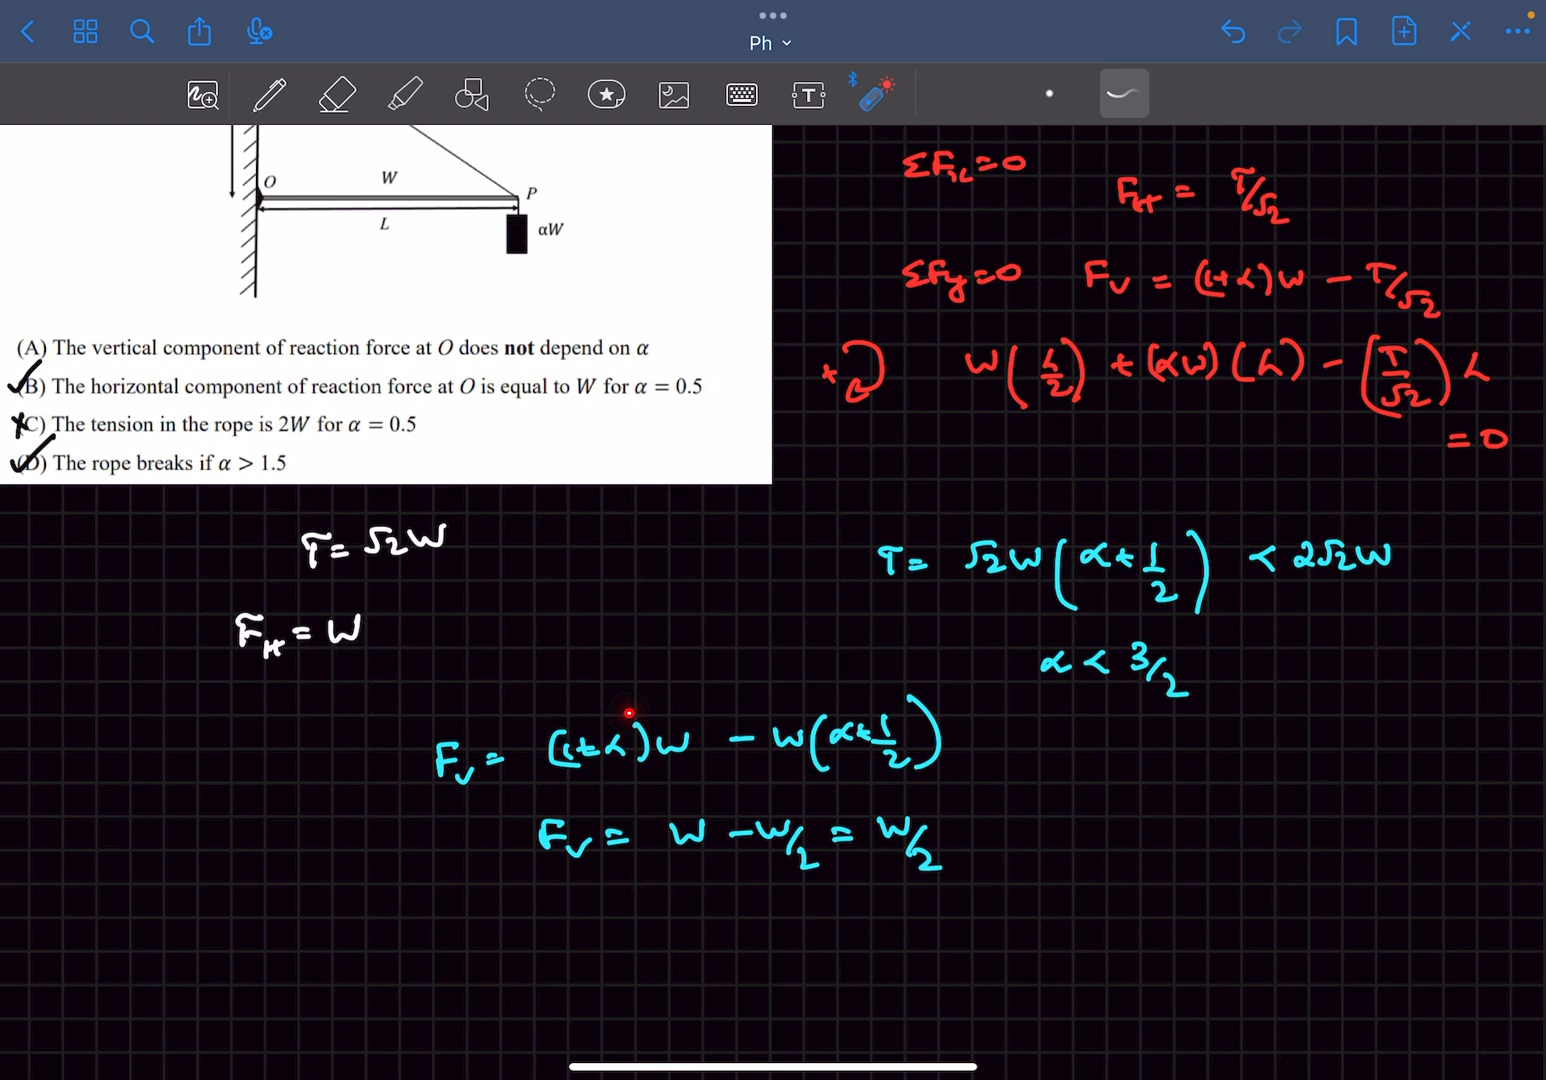 Ph
O
W
P
L
αW
(A) The vertical component of reaction force at O does not depend on α
(B) The horizontal component of reaction force at O is equal to W for α = 0.5
(C) The tension in the rope is 2W for α = 0.5
(D) The rope breaks if α > 1.5
ΣFx = 0
FH = T/√2
ΣFy = 0 FV = (1+α)W − T/√2
+ W(L/2) + (αW)(L) − (T/√2)L
= 0
T = √2W
FH = W
T = √2W(α + 1/2) < 2√2W
α < 3/2
FV = (1+α)W − W(α + 1/2)
FV = W − W/2 = W/2